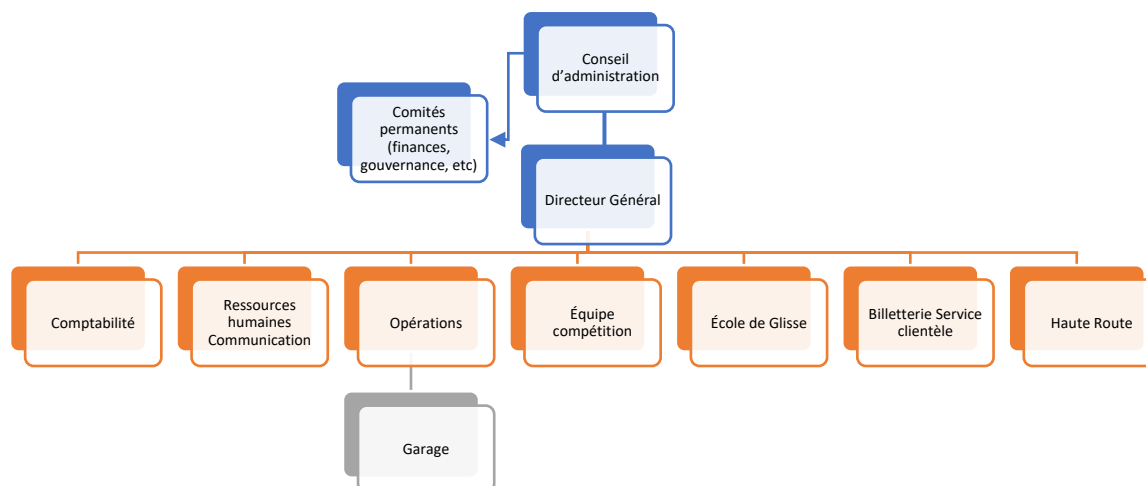 Conseil
d'administration
Comités
permanents
(finances,
gouvernance, etc)
Directeur Général
Comptabilité
Ressources
humaines
Communication
Opérations
Équipe
compétition
École de Glisse
Billetterie Service
clientèle
Haute Route
Garage